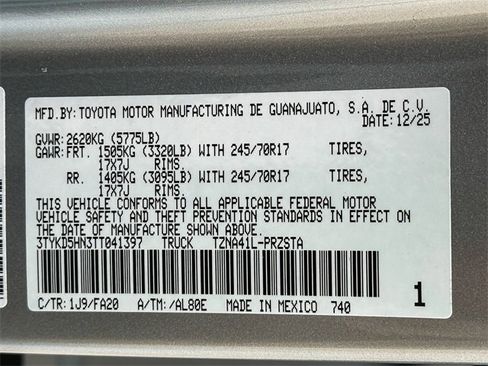 MFD.BY: TOYOTA MOTOR MANUFACTURING DE GUANAJUATO, S.A. DE C.V.
DATE: 12/25
GVWR: 2620KG (5775LB)
GAWR: FRT. 1505KG (3320LB) WITH 245/70R17 TIRES,
17X7J RIMS.
RR. 1405KG (3095LB) WITH 245/70R17 TIRES,
17X7J RIMS.
THIS VEHICLE CONFORMS TO ALL APPLICABLE FEDERAL MOTOR
VEHICLE SAFETY AND THEFT PREVENTION STANDARDS IN EFFECT ON
THE DATE OF MANUFACTURE SHOWN ABOVE.
3TYKD5HN3TT041397 TRUCK TZNA41L-PRZSTA
C/TR: 1J9/FA20 A/TM: /AL80E MADE IN MEXICO 740
1